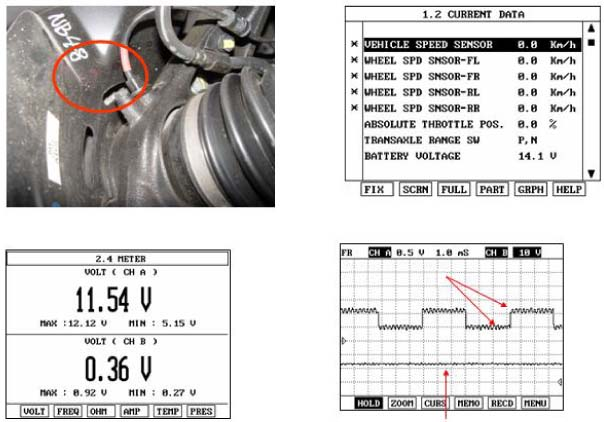 NB-48
1.2 CURRENT DATA
× VEHICLE SPEED SENSOR 0.0 Km/h
× WHEEL SPD SNSOR-FL 0.0 Km/h
× WHEEL SPD SNSOR-FR 0.0 Km/h
× WHEEL SPD SNSOR-RL 0.0 Km/h
× WHEEL SPD SNSOR-RR 0.0 Km/h
ABSOLUTE THROTTLE POS. 0.0 %
TRANSAXLE RANGE SW P,N
BATTERY VOLTAGE 14.1 V
FIX SCRN FULL PART GRPH HELP
2.4 METER
VOLT ( CH A )
11.54 V
MAX :12.12 V MIN : 5.15 V
VOLT ( CH B )
0.36 V
MAX : 0.92 V MIN : 0.27 V
VOLT FREQ OHM AMP TEMP PRES
FR CH A 0.5 V 1.0 mS CH B 10 V
HOLD ZOOM CURS MEMO RECD MENU